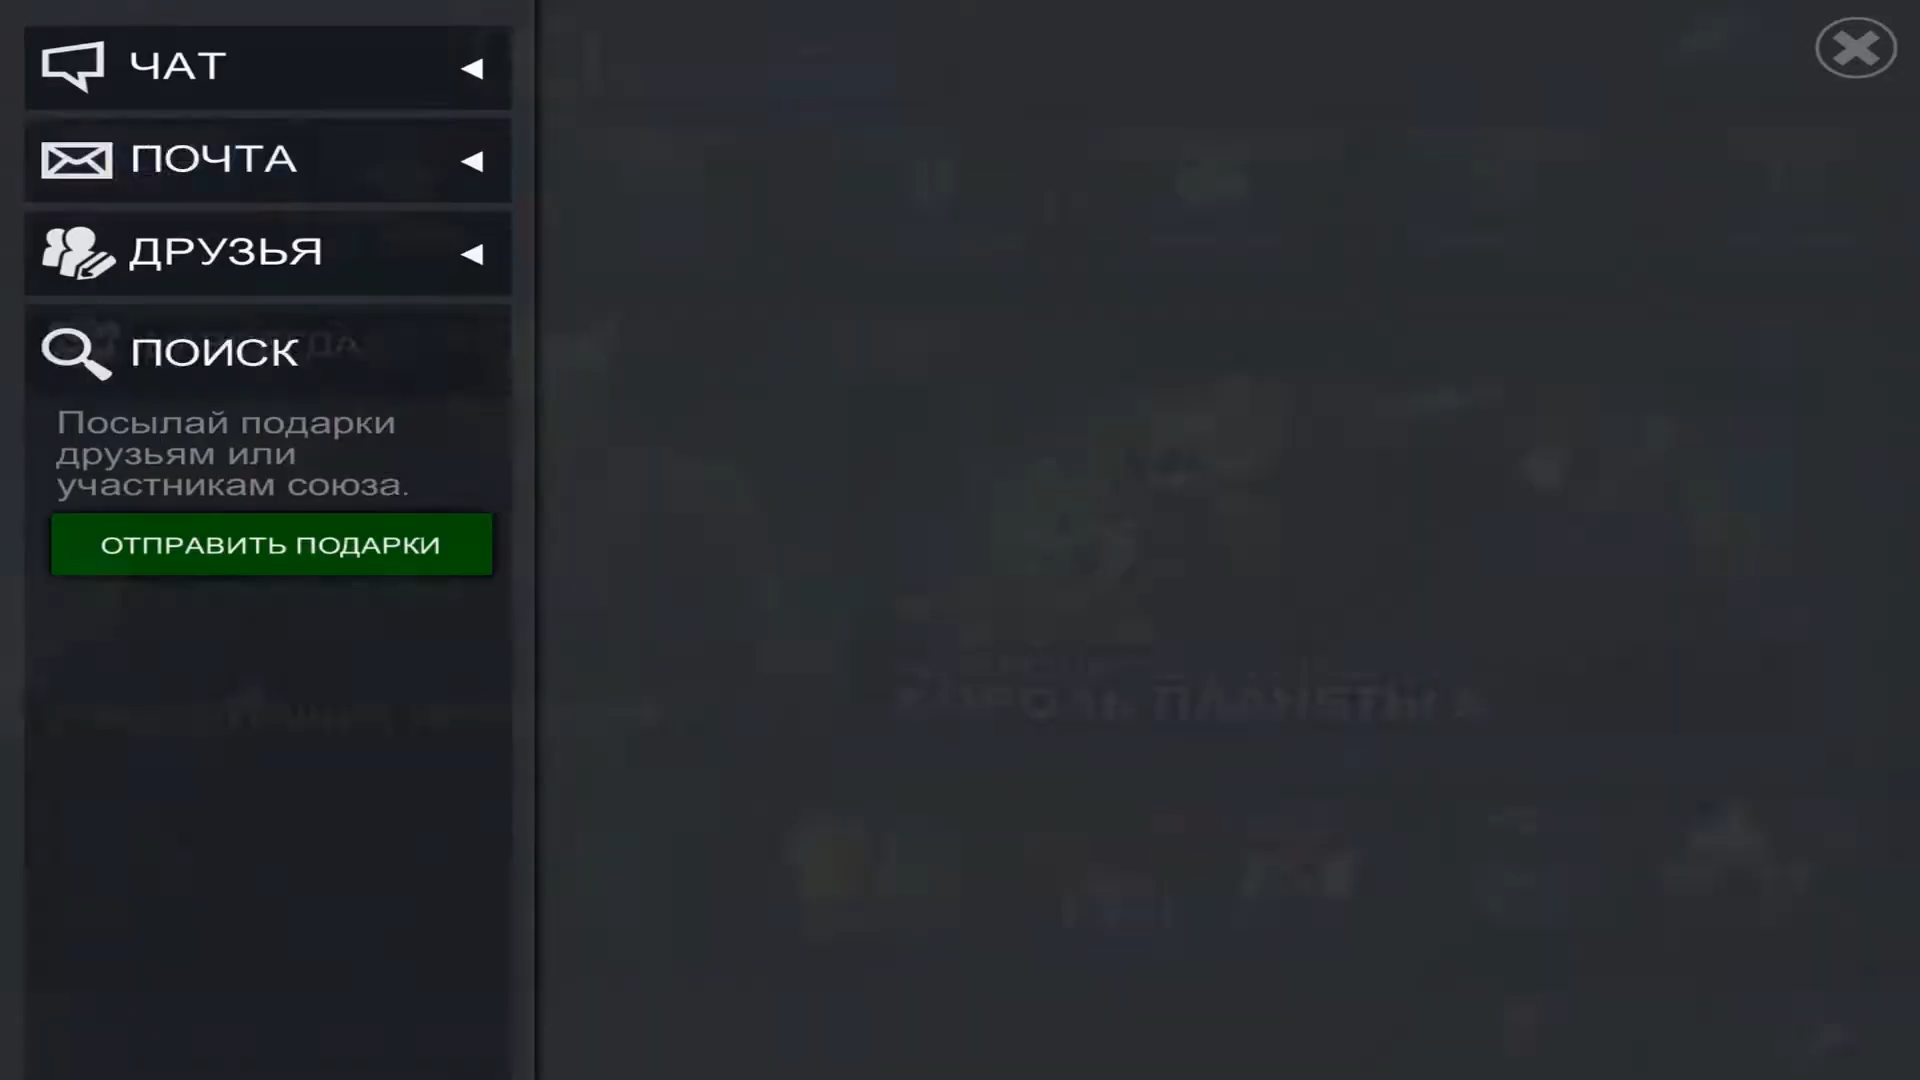 ЧАТ
ПОЧТА
ДРУЗЬЯ
ПОИСК
Посылай подарки
друзьям или
участникам союза.
ОТПРАВИТЬ ПОДАРКИ